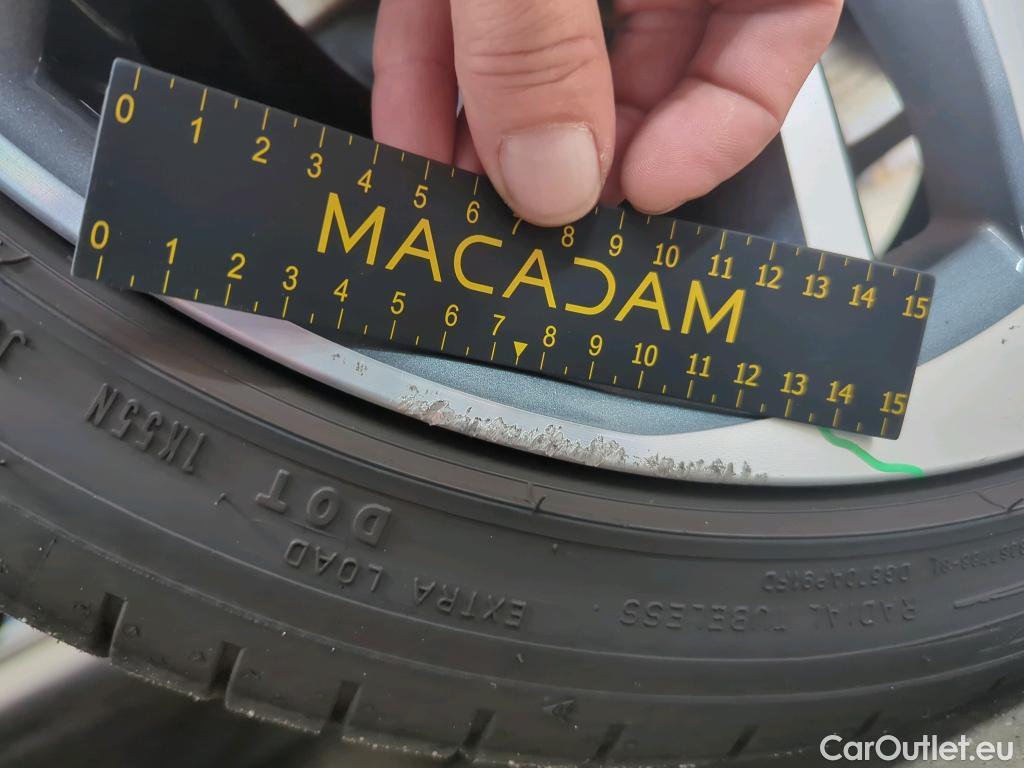 0 1 2 3 4 5 6 7 8 9 10 11 12 13 14 15
MACADAM
0 1 2 3 4 5 6 7 8 9 10 11 12 13 14 15
1K55N
DOT
EXTRA LOAD
RADIAL TUBELESS
CarOutlet.eu